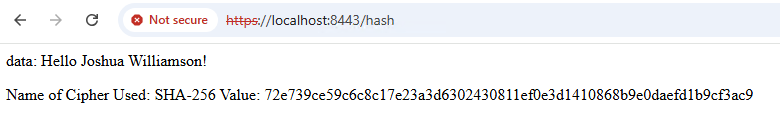 Not secure https://localhost:8443/hash
data: Hello Joshua Williamson!
Name of Cipher Used: SHA-256 Value: 72e739ce59c6c8c17e23a3d6302430811ef0e3d1410868b9e0daefd1b9cf3ac9